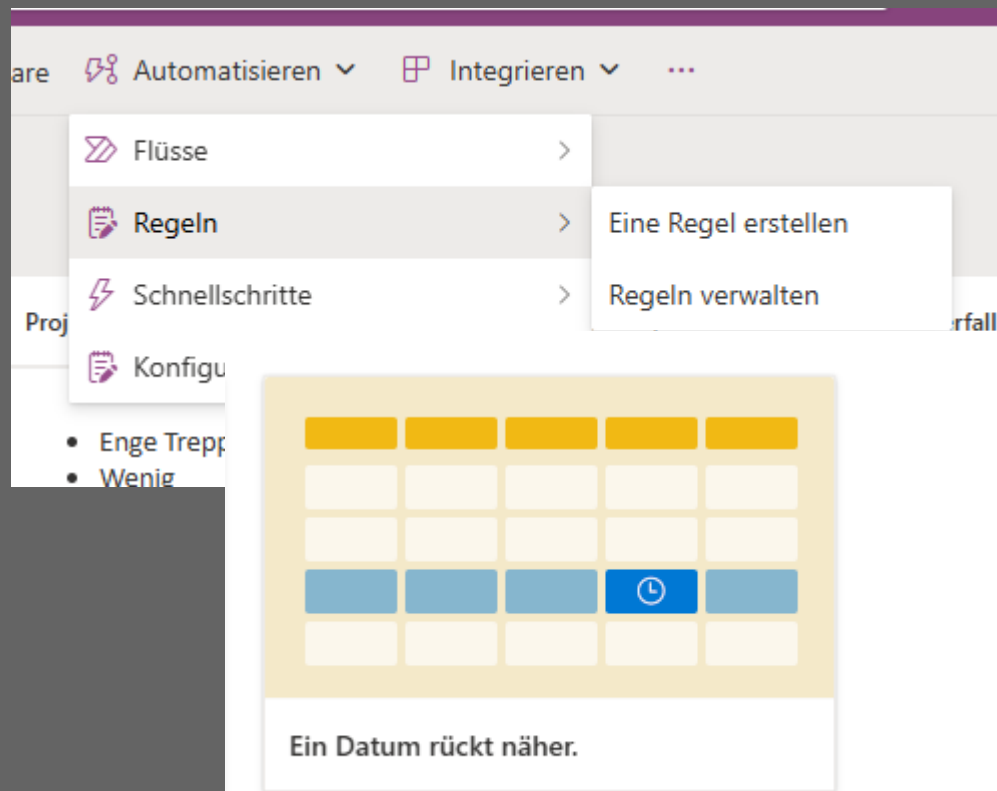 are Automatisieren Integrieren ...
Flüsse
Regeln
Eine Regel erstellen
Schnellschritte
Regeln verwalten
Proj
rfall
Konfigu
• Enge Trepp
• Wenig
Ein Datum rückt näher.